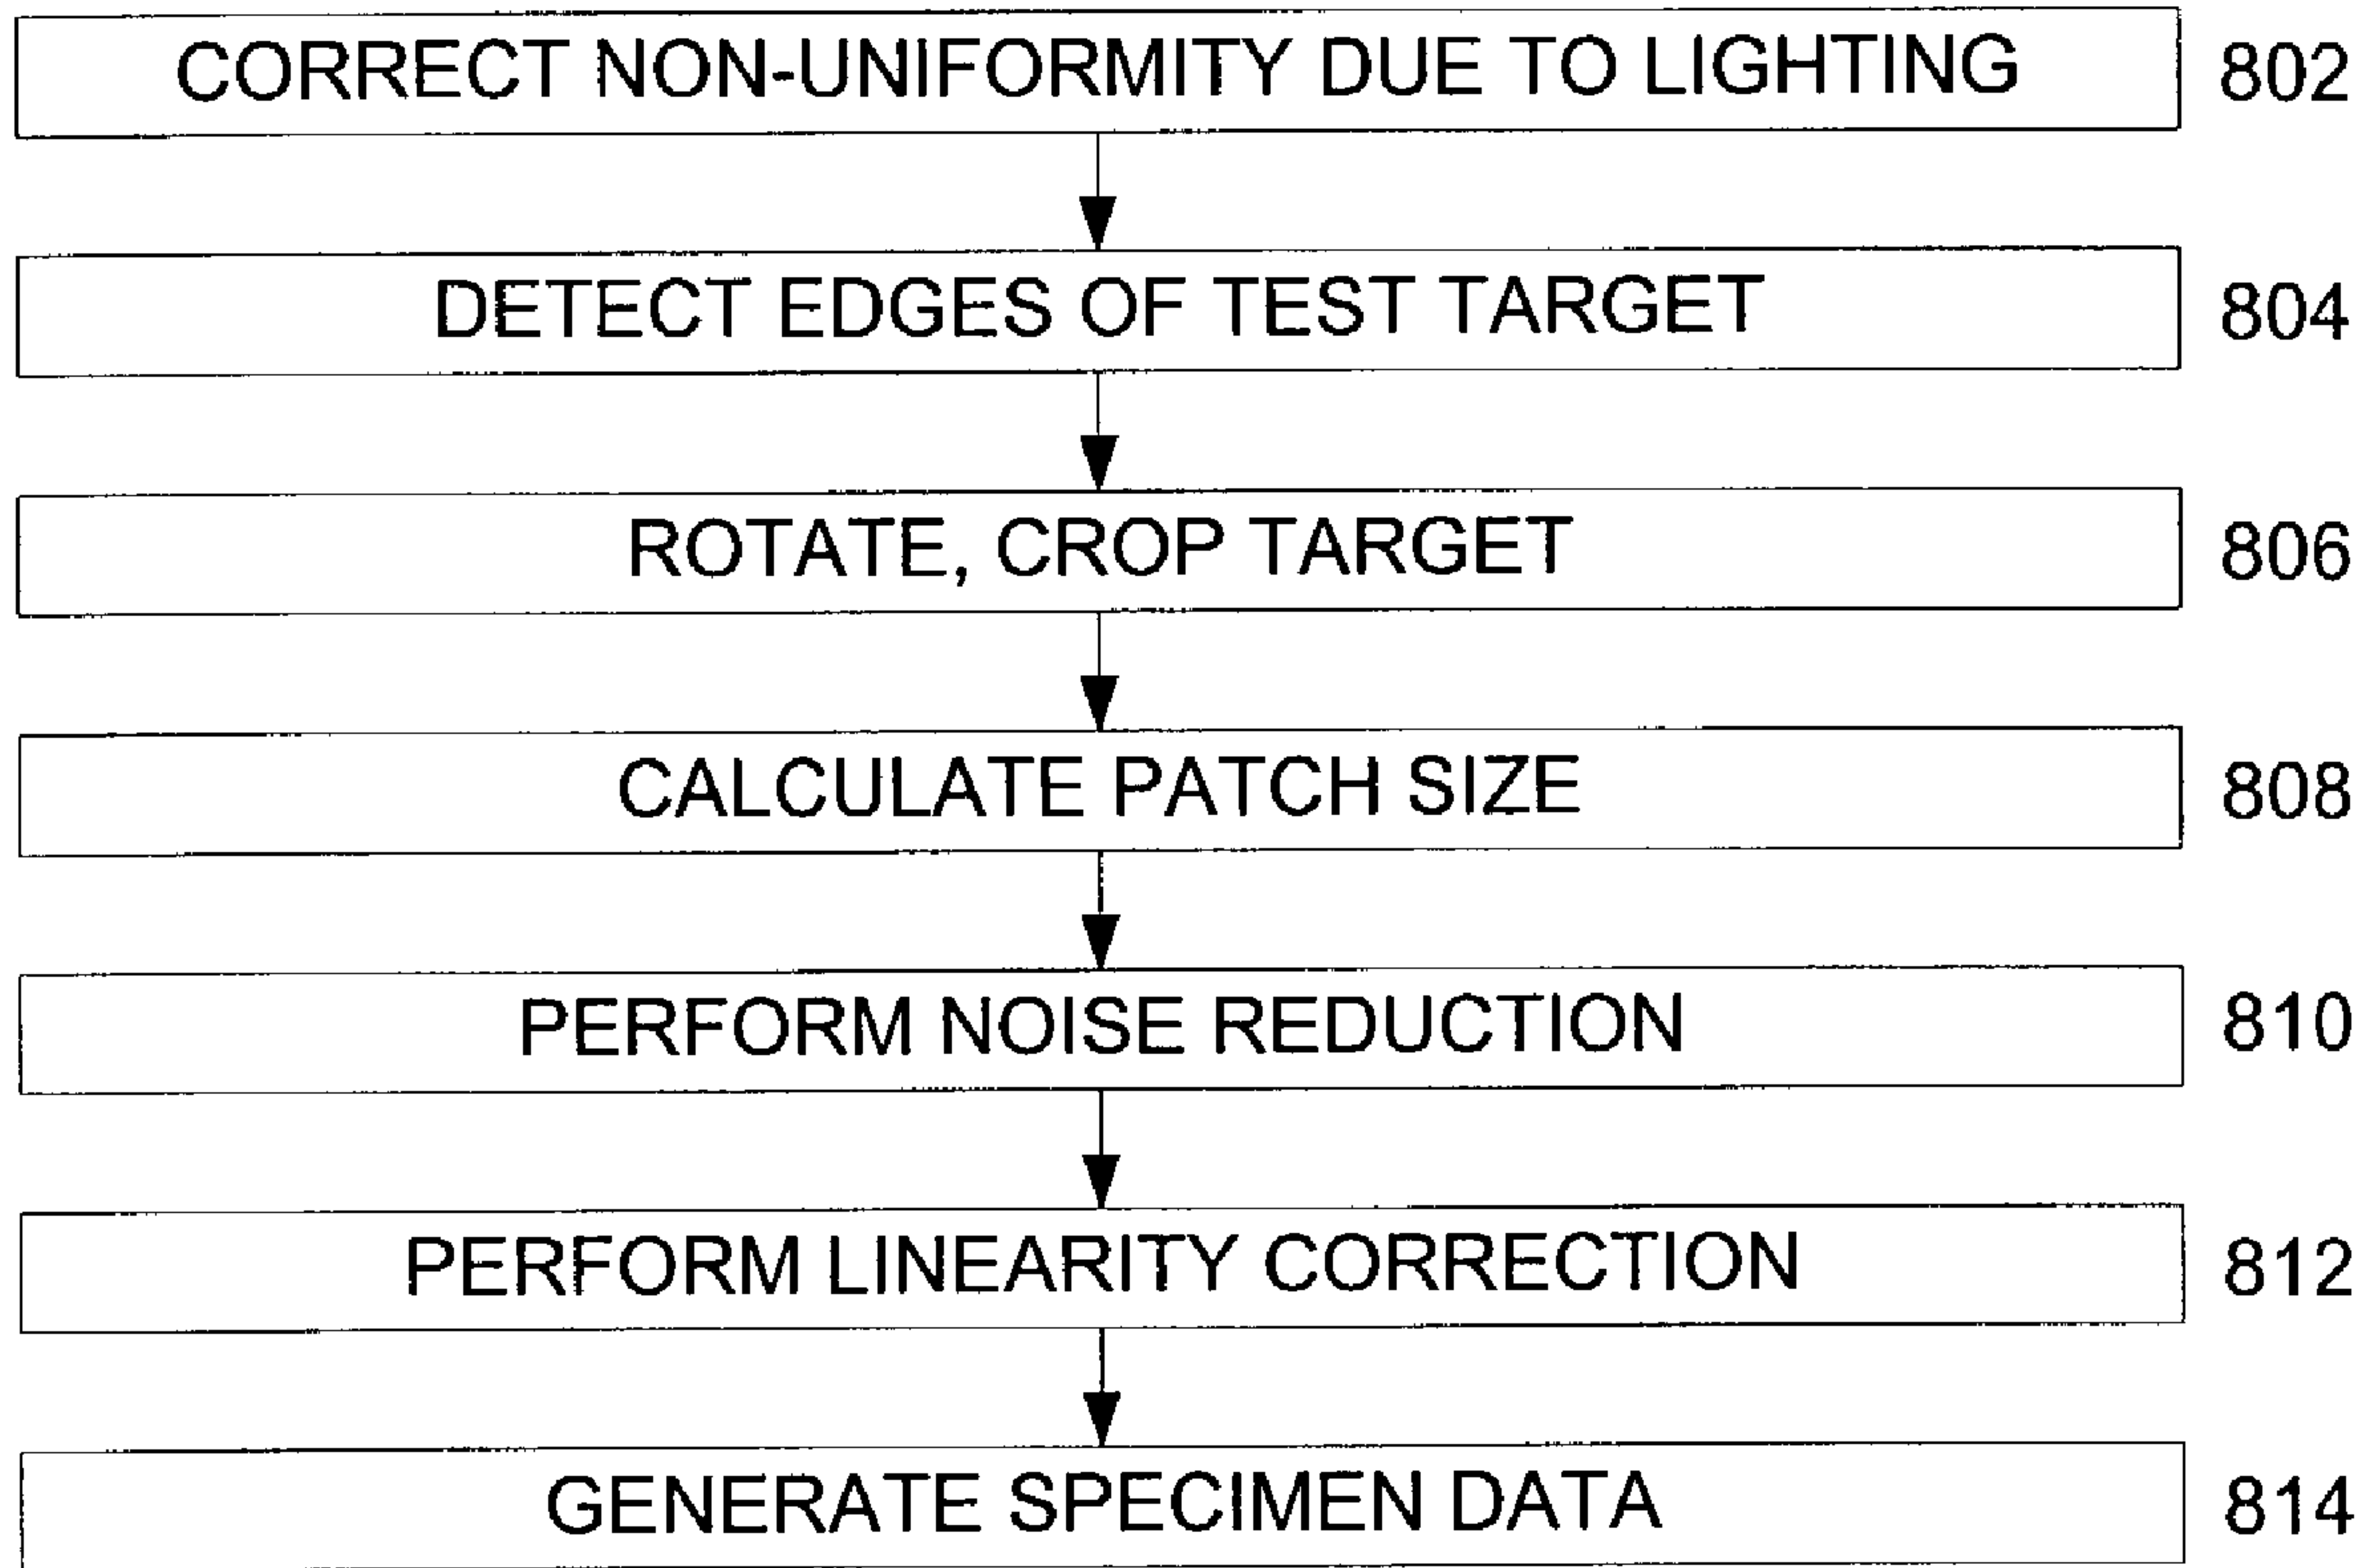 CORRECT NON-UNIFORMITY DUE TO LIGHTING 802
DETECT EDGES OF TEST TARGET 804
ROTATE, CROP TARGET 806
CALCULATE PATCH SIZE 808
PERFORM NOISE REDUCTION 810
PERFORM LINEARITY CORRECTION 812
GENERATE SPECIMEN DATA 814